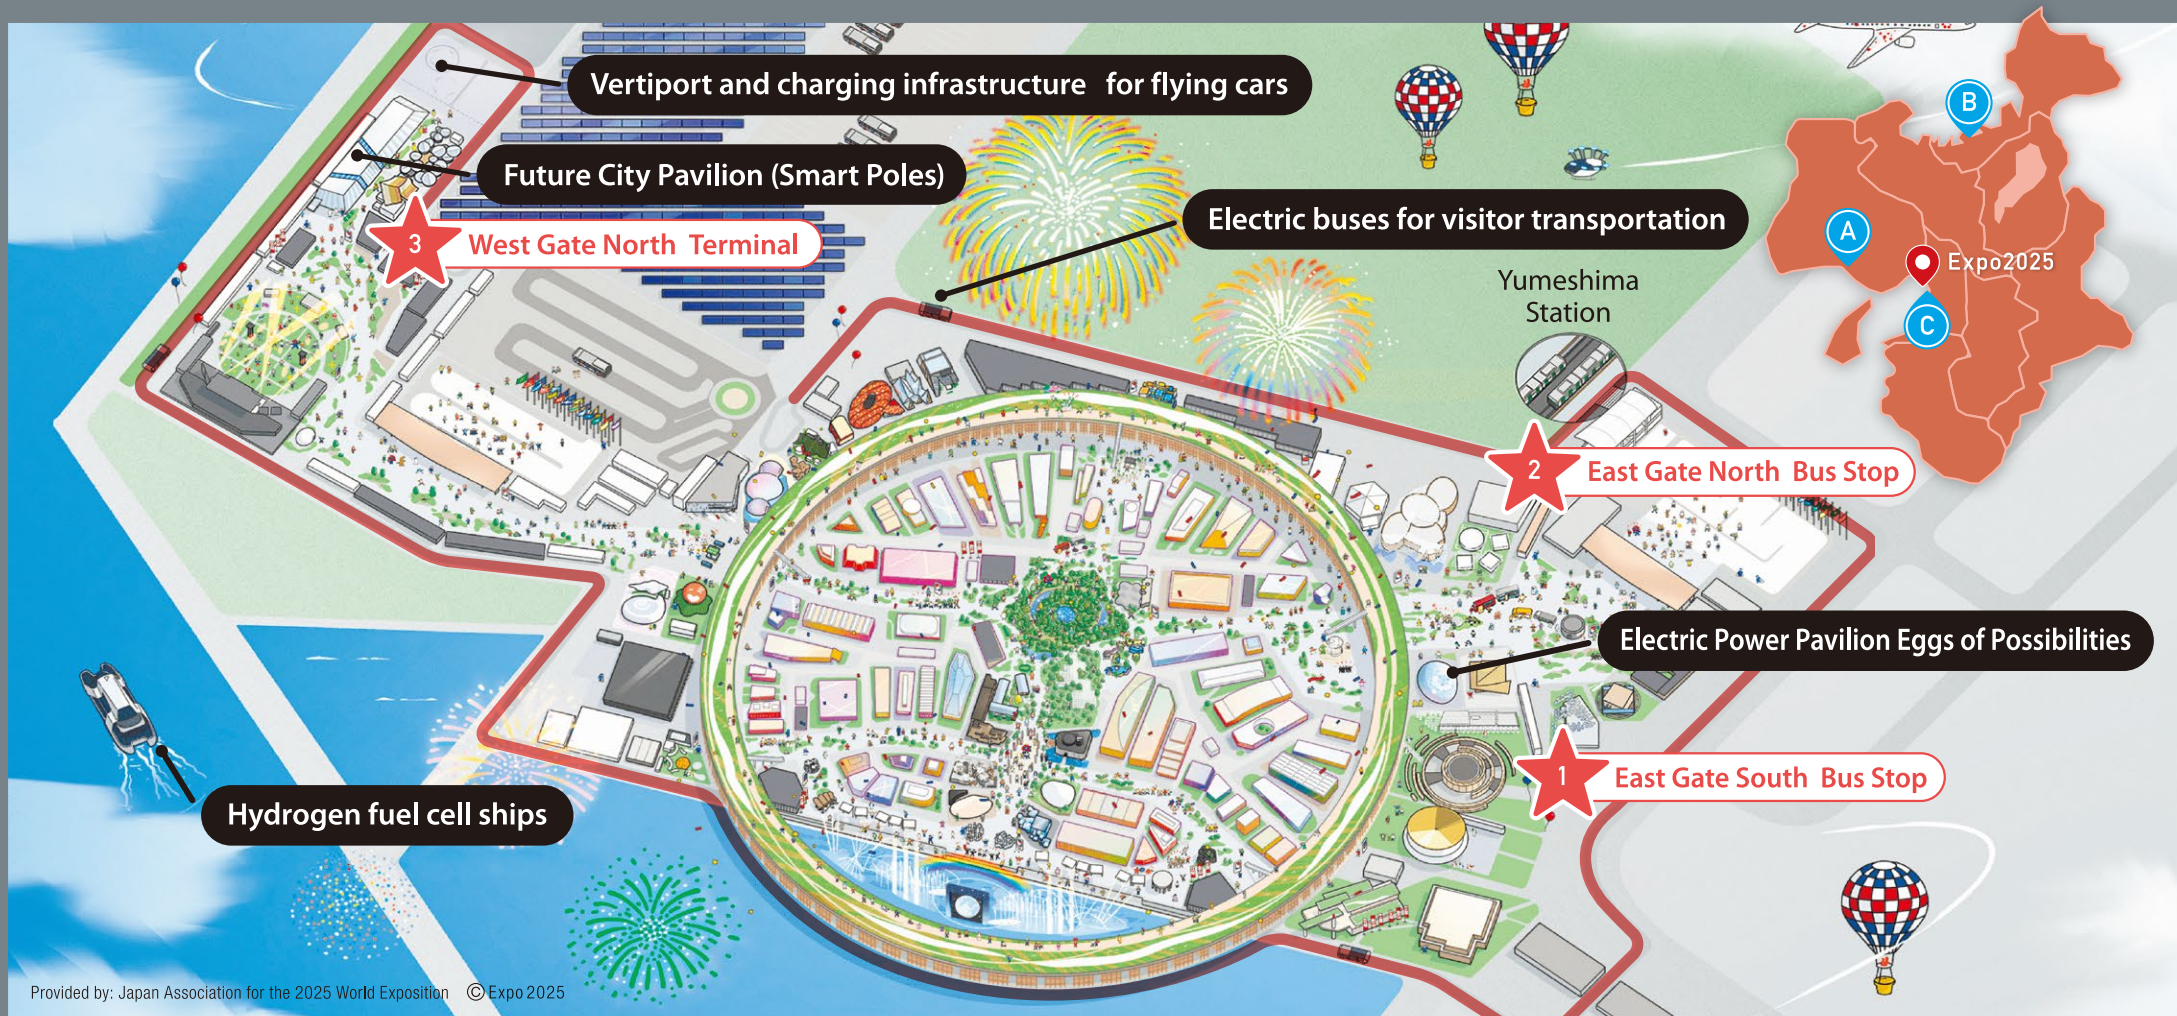 Vertiport and charging infrastructure for flying cars
B
Future City Pavilion (Smart Poles)
Electric buses for visitor transportation
A
3
West Gate North Terminal
Expo2025
Yumeshima
Station
C
2
East Gate North Bus Stop
Electric Power Pavilion Eggs of Possibilities
1
East Gate South Bus Stop
Hydrogen fuel cell ships
Provided by: Japan Association for the 2025 World Exposition © Expo 2025